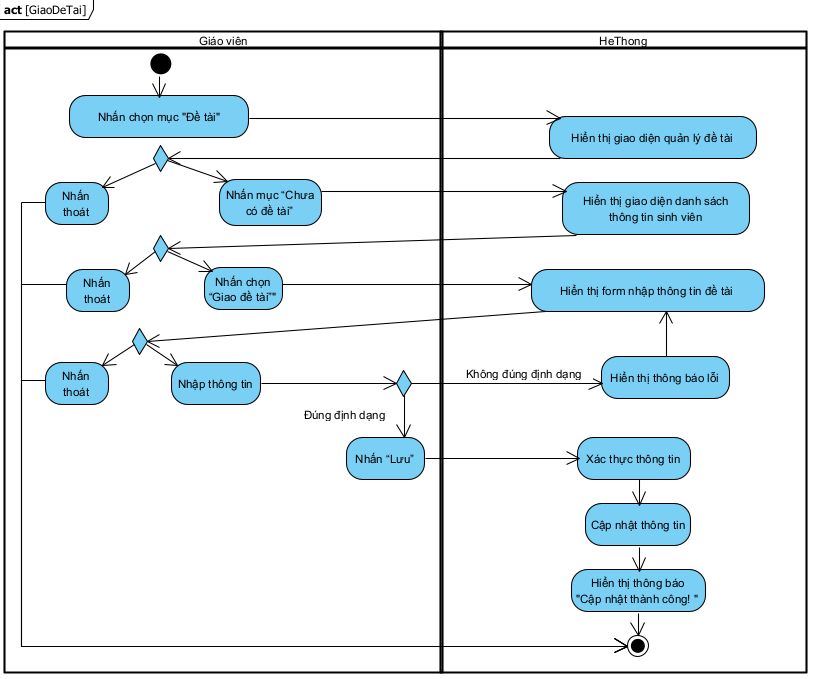 act [GiaoDeTai]
Giáo viên
HeThong
Nhấn chọn mục "Đề tài"
Hiển thị giao diện quản lý đề tài
Nhấn
thoát
Nhấn mục “Chưa
có đề tài”
Hiển thị giao diện danh sách
thông tin sinh viên
Nhấn
thoát
Nhấn chọn
“Giao đề tài”"
Hiển thị form nhập thông tin đề tài
Nhấn
thoát
Nhập thông tin
Không đúng định dạng
Hiển thị thông báo lỗi
Đúng định dạng
Nhấn “Lưu”
Xác thực thông tin
Cập nhật thông tin
Hiển thị thông báo
"Cập nhật thành công! "